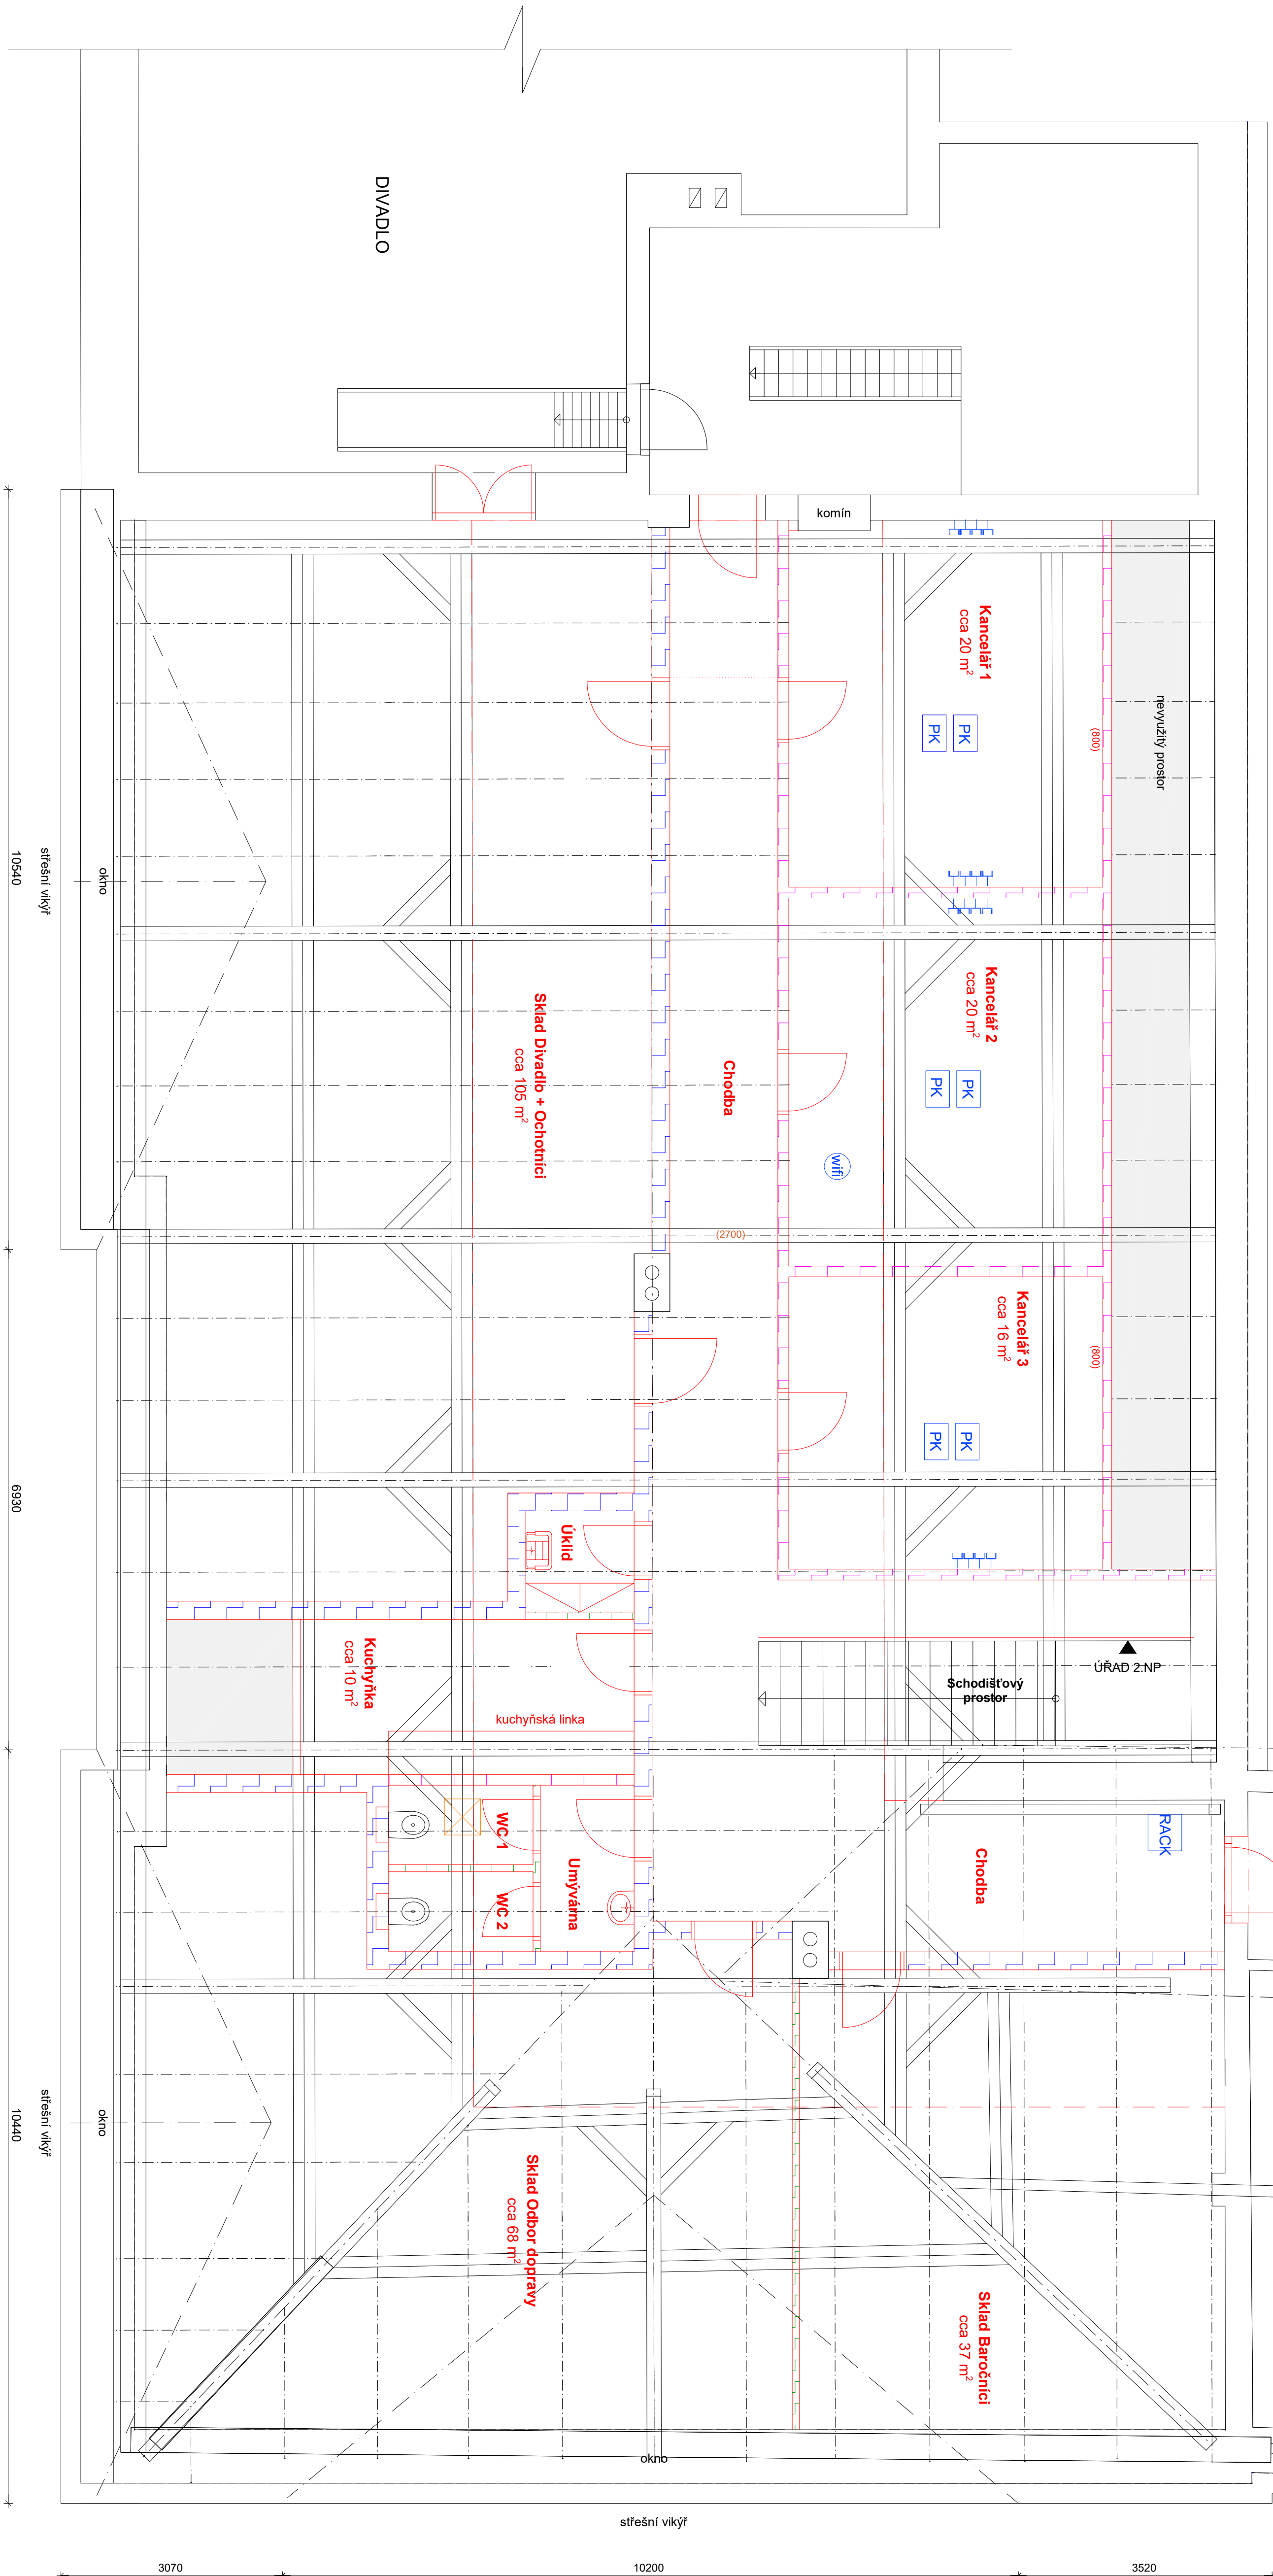 DIVADLO
komín
Kancelář 1
cca 20 m²
PK
PK
(800)
nevyužitý prostor
10540
střešní vikýř
okno
Sklad Divadlo + Ochotníci
cca 105 m²
Chodba
Kancelář 2
cca 20 m²
PK
PK
wifi
(2700)
Kancelář 3
cca 16 m²
(800)
PK
PK
6930
Úklid
Kuchyňka
cca 10 m²
kuchyňská linka
Schodišťový
prostor
ÚŘAD 2.NP
WC 1
WC 2
Umývárna
Chodba
RACK
10440
střešní vikýř
okno
Sklad Odbor dopravy
cca 68 m²
Sklad Baročníci
cca 37 m²
okno
střešní vikýř
3070
10200
3520